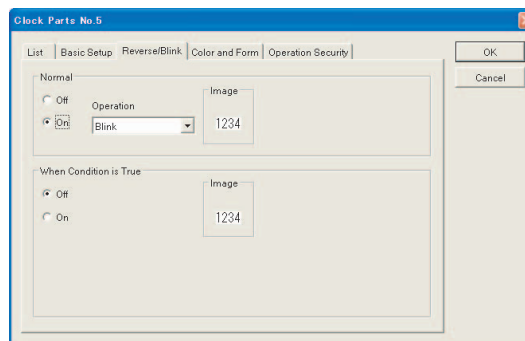 Clock Parts No.5
List Basic Setup Reverse/Blink Color and Form Operation Security
OK
Cancel
Normal
Off
On
Operation
Blink
Image
1234
When Condition is True
Off
On
Image
1234